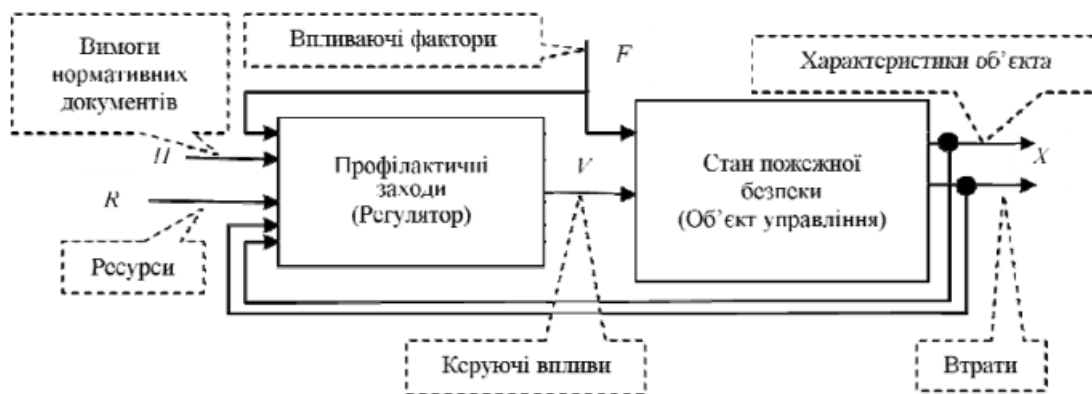 Вимоги
нормативних
документів
Впливаючі фактори
F
Характеристики об’єкта
Н
R
Профілактичні
заходи
(Регулятор)
V
Стан пожежної
безпеки
(Об’єкт управління)
X
Ресурси
Керуючі впливи
Втрати